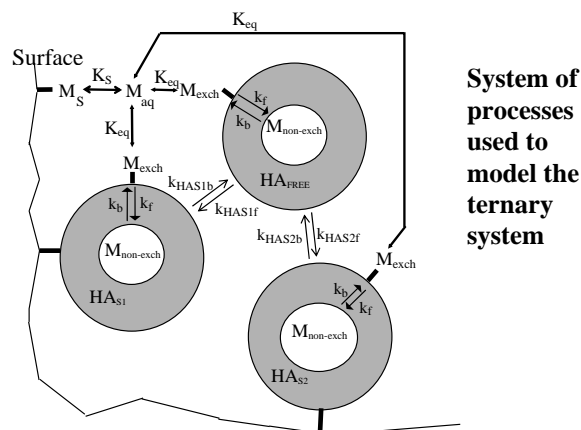 K_eq
Surface
M_S K_S M_aq K_eq M_exch
K_eq
k_f
k_b
M_non-exch
HA_FREE
M_exch
k_HAS1b
k_HAS1f
k_b k_f
M_non-exch
HA_S1
k_HAS2b k_HAS2f
M_exch
k_b
k_f
M_non-exch
HA_S2
System of
processes
used to
model the
ternary
system